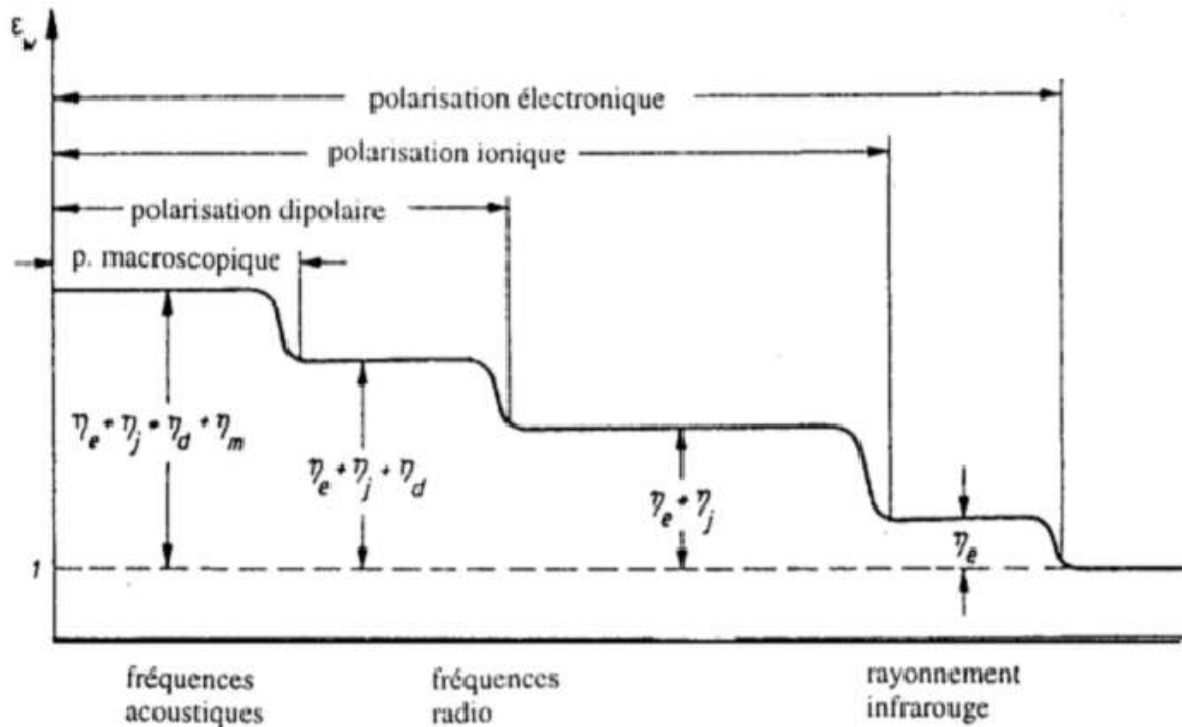 ε_w
polarisation électronique
polarisation ionique
polarisation dipolaire
p. macroscopique
η_e + η_j + η_d + η_m
η_e + η_j + η_d
η_e + η_j
η_e
1
fréquences
acoustiques
fréquences
radio
rayonnement
infrarouge